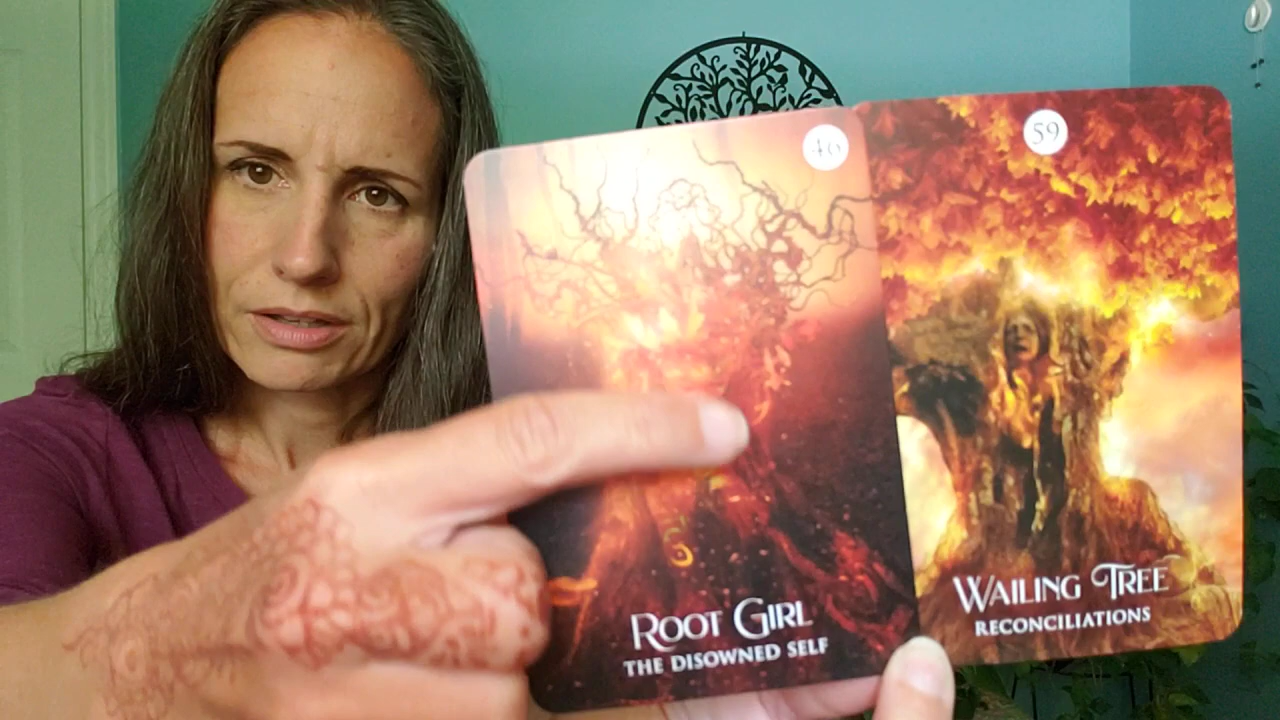 46
ROOT GIRL
THE DISOWNED SELF
59
WAILING TREE
RECONCILIATIONS